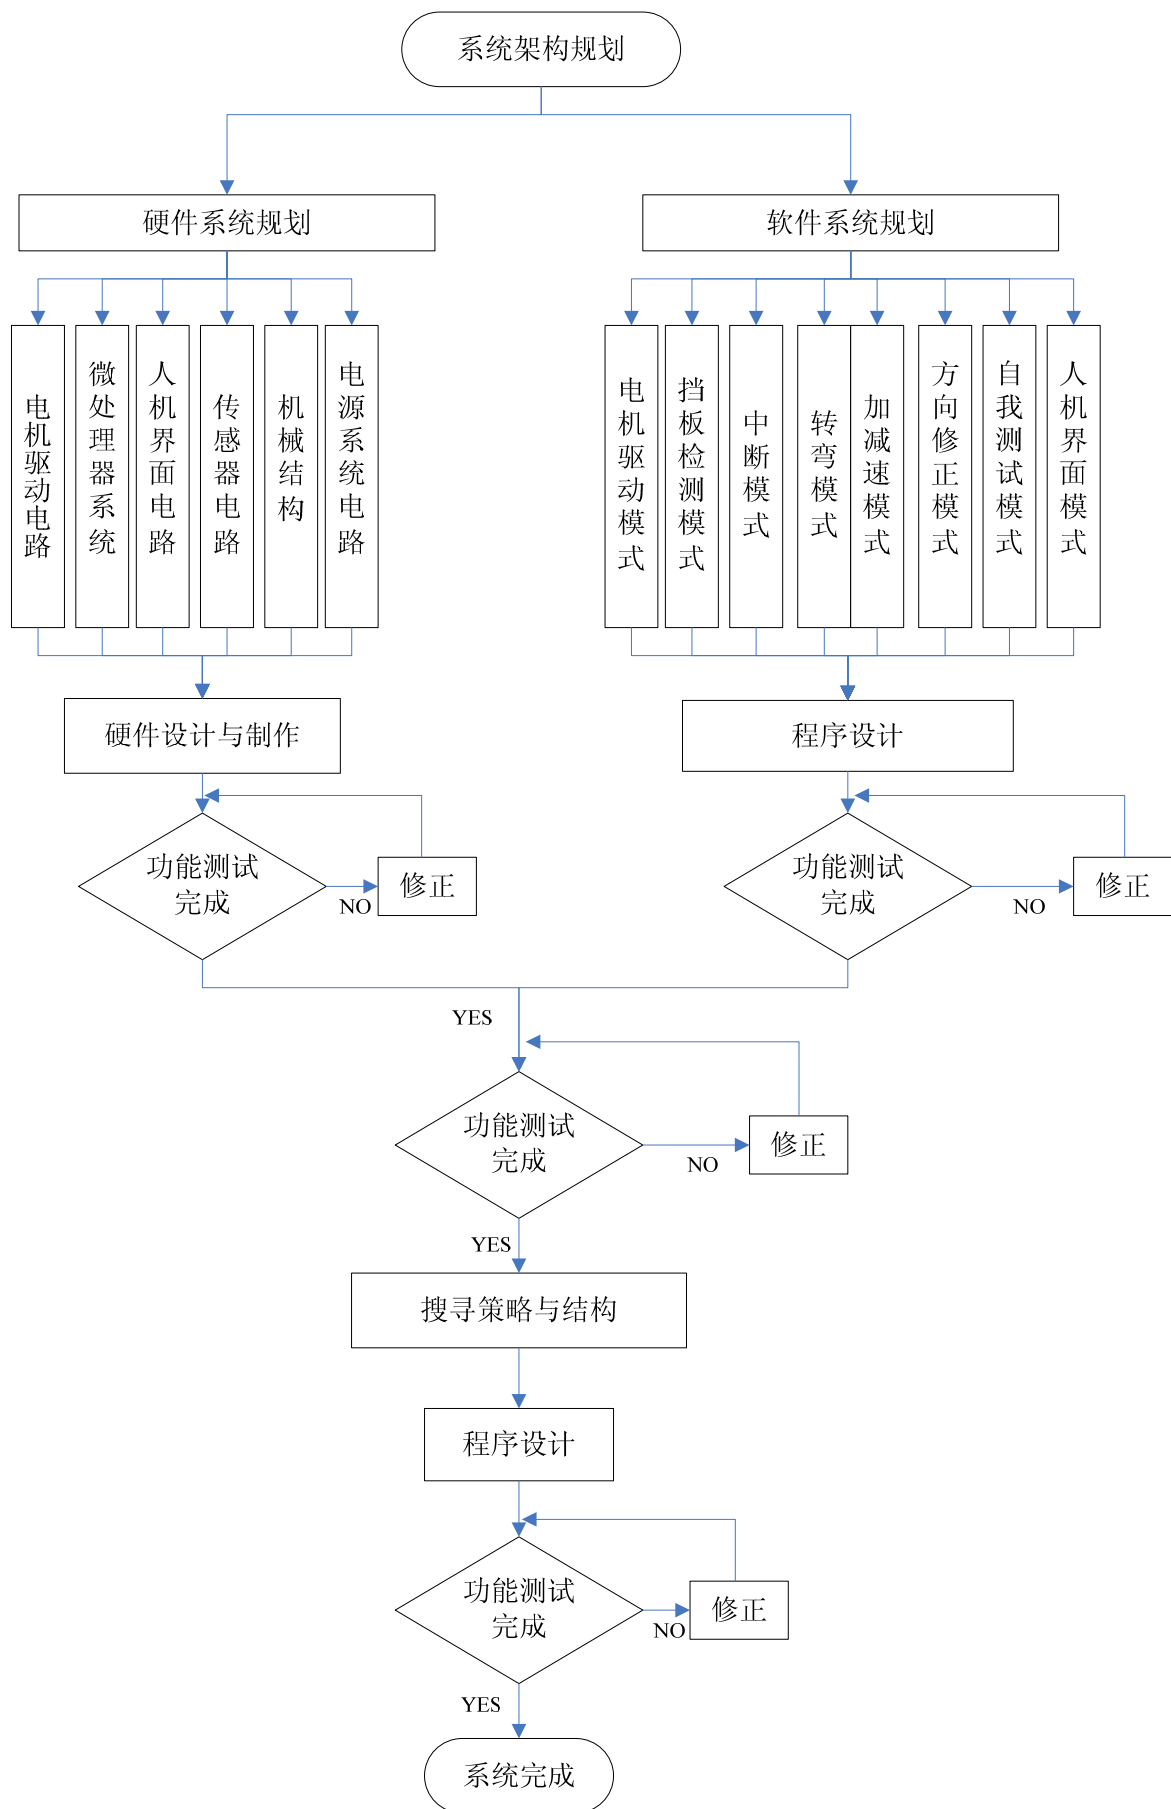 系统架构规划
硬件系统规划
软件系统规划
电机驱动电路
微处理器系统
人机界面电路
传感器电路
机械结构
电源系统电路
电机驱动模式
挡板检测模式
中断模式
转弯模式
加减速模式
方向修正模式
自我测试模式
人机界面模式
硬件设计与制作
程序设计
功能测试
完成
NO
修正
功能测试
完成
NO
修正
YES
功能测试
完成
NO
修正
YES
搜寻策略与结构
程序设计
功能测试
完成
NO
修正
YES
系统完成